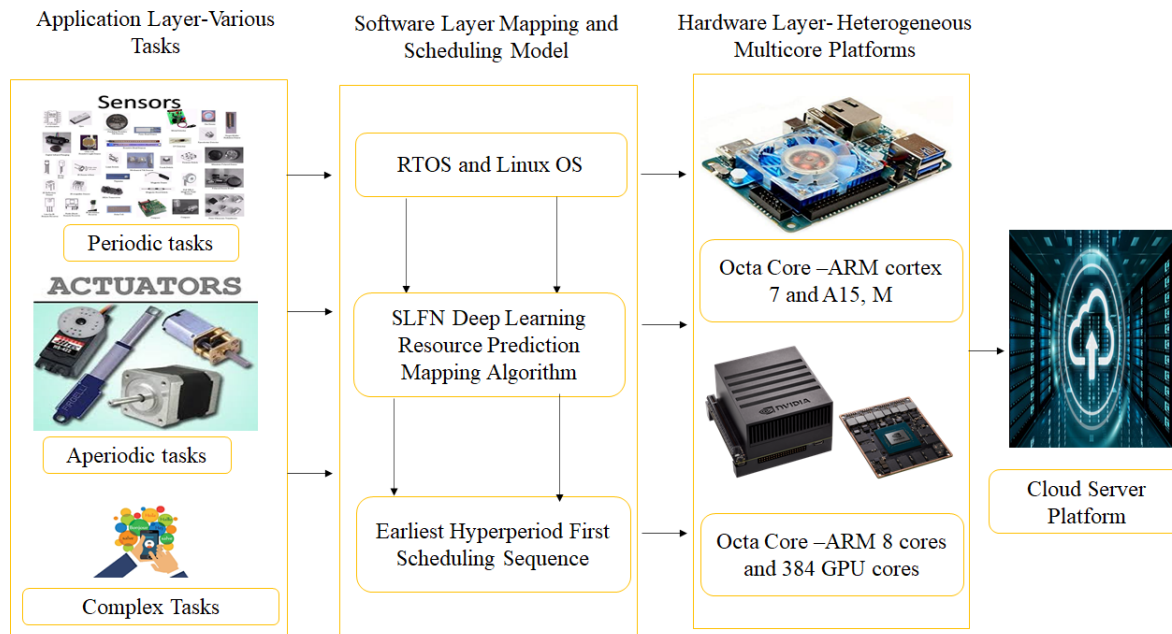 Application Layer-Various
Tasks
Software Layer Mapping and
Scheduling Model
Hardware Layer- Heterogeneous
Multicore Platforms
Sensors
Periodic tasks
ACTUATORS
Aperiodic tasks
Complex Tasks
RTOS and Linux OS
SLFN Deep Learning
Resource Prediction
Mapping Algorithm
Earliest Hyperperiod First
Scheduling Sequence
Octa Core –ARM cortex
7 and A15, M
NVIDIA
Octa Core –ARM 8 cores
and 384 GPU cores
Cloud Server
Platform